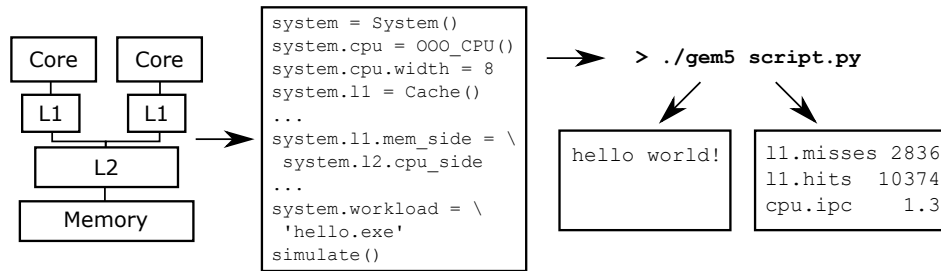 Core Core
L1 L1
L2
Memory
system = System()
system.cpu = OOO_CPU()
system.cpu.width = 8
system.l1 = Cache()
...
system.l1.mem_side = \
system.l2.cpu_side
...
system.workload = \
'hello.exe'
simulate()
> ./gem5 script.py
hello world!
l1.misses 2836
l1.hits 10374
cpu.ipc 1.3